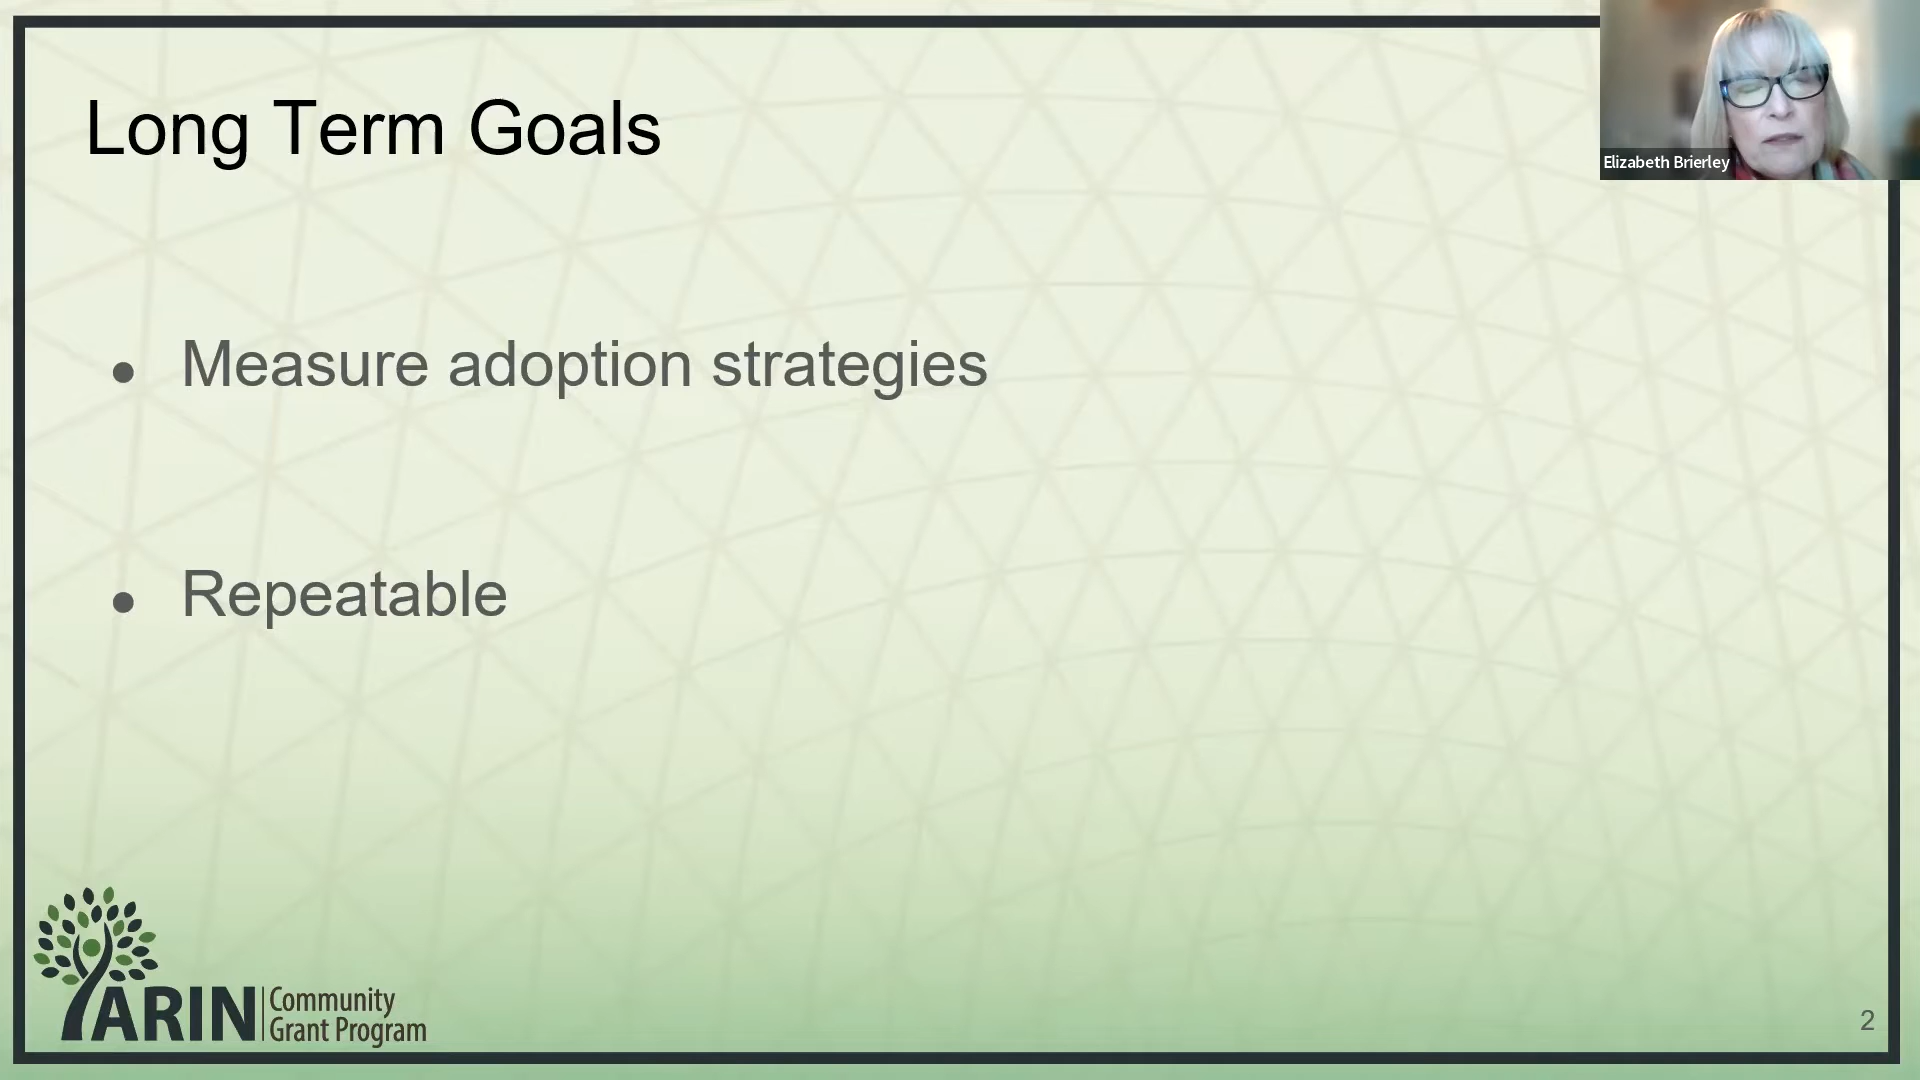 Long Term Goals
Elizabeth Brierley
● Measure adoption strategies
● Repeatable
ARIN
Community
Grant Program
2